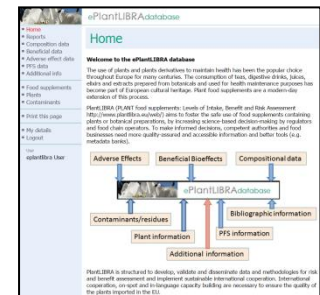 ePlantLIBRAdatabase
Home
Reports
Composition data
Beneficial data
Adverse effect data
PFS data
Additional info
Food supplements
Plants
Contaminants
Print this page
My details
Logout
User
eplantlibra User
Home
Welcome to the ePlantLIBRA database
The use of plants and plants derivatives to maintain health has been the popular choice
throughout Europe for many centuries. The consumption of teas, digestive drinks, juices,
elixirs and extracts prepared from botanicals and used for health maintenance purposes has
become part of European cultural heritage. Plant food supplements are a modern-day
extension of this process.
PlantLIBRA (PLANT food supplements: Levels of Intake, Benefit and Risk Assessment
http://www.plantlibra.eu/web/) aims to foster the safe use of food supplements containing
plants or botanical preparations, by increasing science-based decision-making by regulators
and food chain operators. To make informed decisions, competent authorities and food
businesses need more quality-assured and accessible information and better tools (e.g.
metadata banks).
Adverse Effects
Beneficial Bioeffects
Compositional data
ePlantLIBRAdatabase
Contaminants/residues
Bibliographic information
Plant information
PFS information
Additional information
PlantLIBRA is structured to develop, validate and disseminate data and methodologies for risk
and benefit assessment and implement sustainable international cooperation. International
cooperation, on-spot and in-language capacity building are necessary to ensure the quality of
the plants imported in the EU.